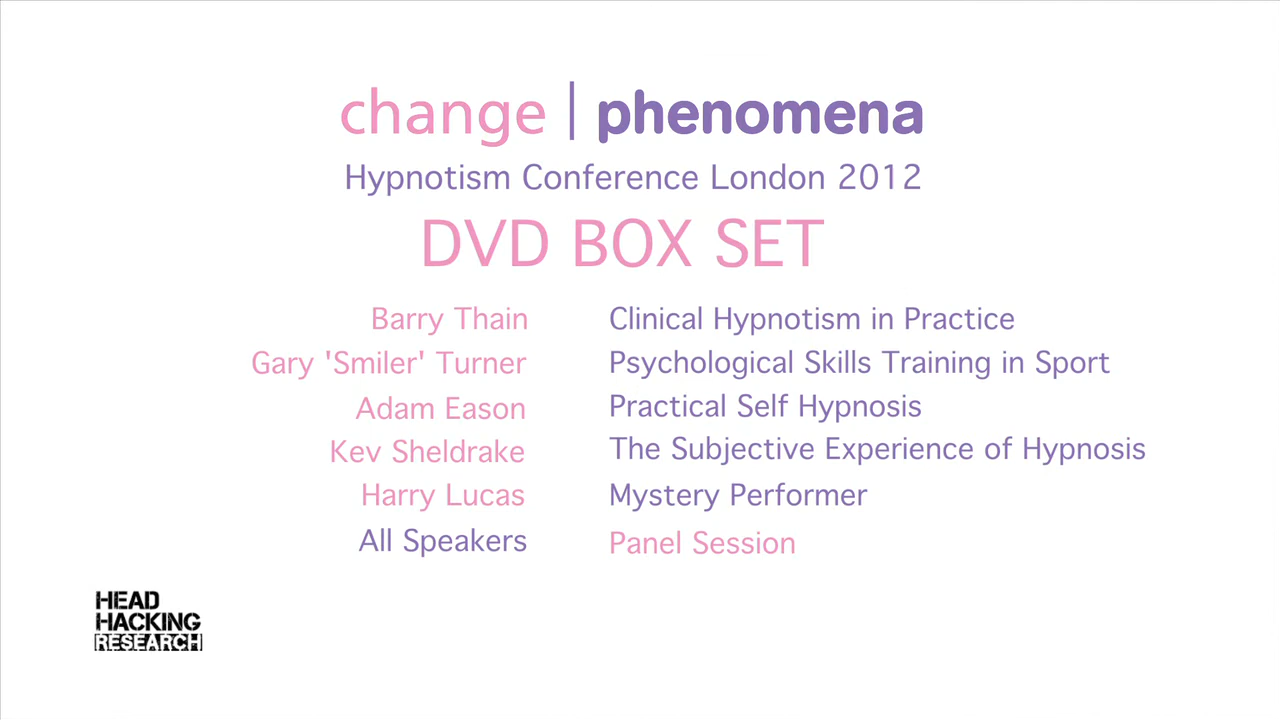 change | phenomena
Hypnotism Conference London 2012
DVD BOX SET
Barry Thain Clinical Hypnotism in Practice
Gary 'Smiler' Turner Psychological Skills Training in Sport
Adam Eason Practical Self Hypnosis
Kev Sheldrake The Subjective Experience of Hypnosis
Harry Lucas Mystery Performer
All Speakers Panel Session
HEAD
HACKING
RESEARCH